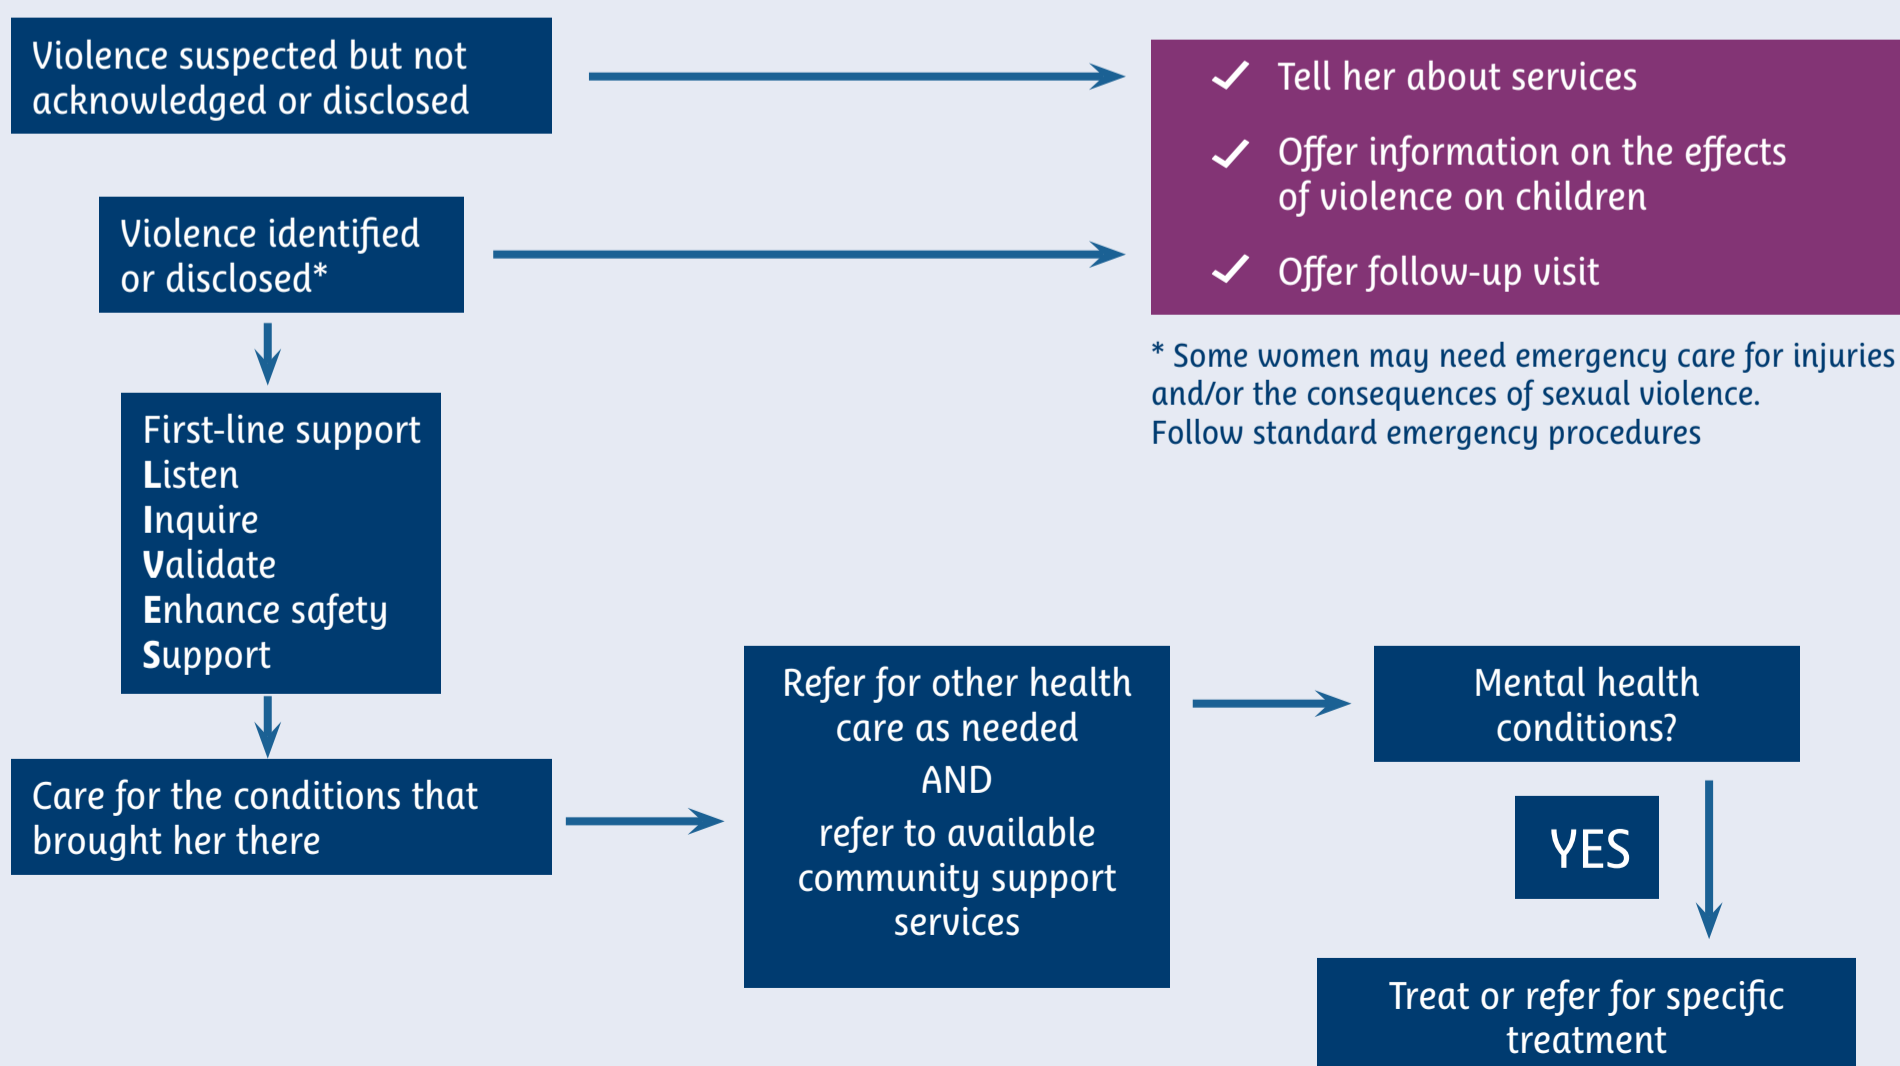 Violence suspected but not
acknowledged or disclosed
Tell her about services
Offer information on the effects
of violence on children
Offer follow-up visit
Violence identified
or disclosed*
* Some women may need emergency care for injuries
and/or the consequences of sexual violence.
Follow standard emergency procedures
First-line support
Listen
Inquire
Validate
Enhance safety
Support
Care for the conditions that
brought her there
Refer for other health
care as needed
AND
refer to available
community support
services
Mental health
conditions?
YES
Treat or refer for specific
treatment